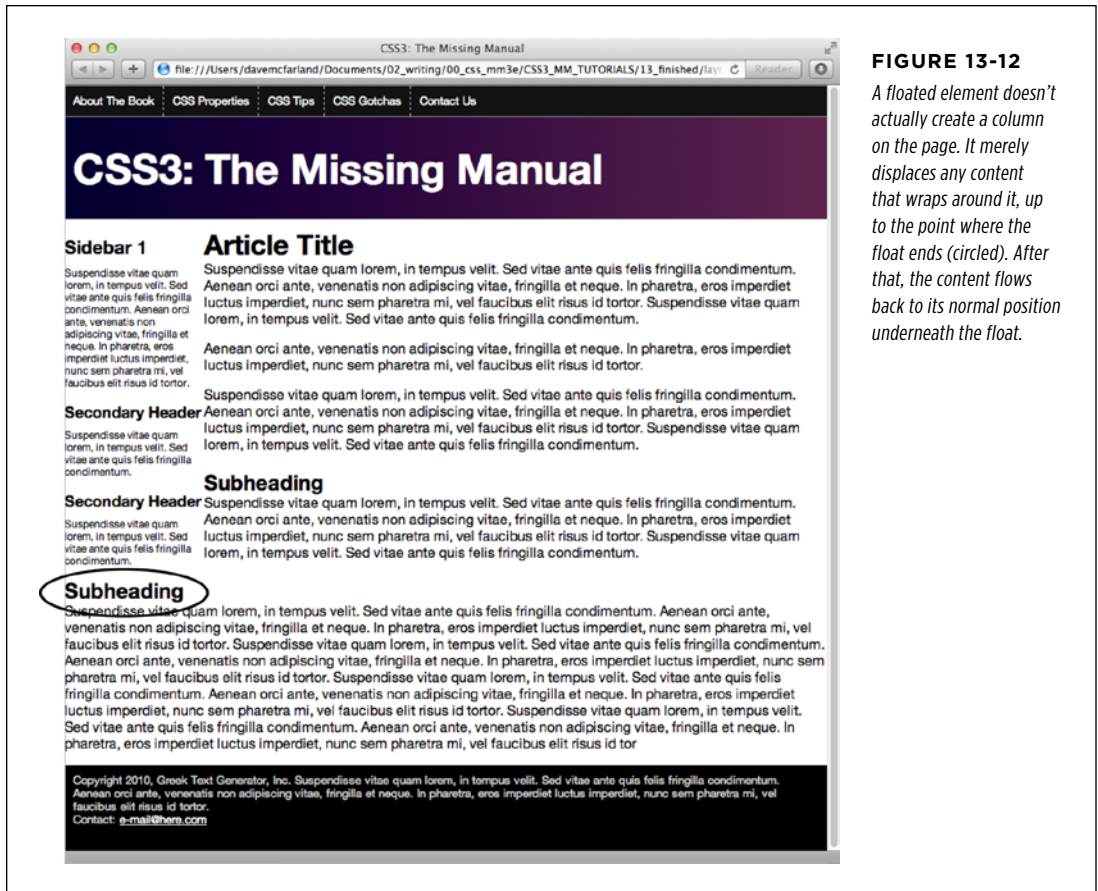 CSS3: The Missing Manual
file:///Users/davemcfarland/Documents/02_writing/00_css_mm3e/CSS3_MM_TUTORIALS/13_finished/layo
Reader
About The Book
CSS Properties
CSS Tips
CSS Gotchas
Contact Us
CSS3: The Missing Manual
Sidebar 1
Suspendisse vitae quam
lorem, in tempus velit. Sed
vitae ante quis felis fringilla
condimentum. Aenean orci
ante, venenatis non
adipiscing vitae, fringilla et
neque. In pharetra, eros
imperdiet luctus imperdiet,
nunc sem pharetra mi, vel
faucibus elit risus id tortor.
Secondary Header
Suspendisse vitae quam
lorem, in tempus velit. Sed
vitae ante quis felis fringilla
condimentum.
Secondary Header
Suspendisse vitae quam
lorem, in tempus velit. Sed
vitae ante quis felis fringilla
condimentum.
Article Title
Suspendisse vitae quam lorem, in tempus velit. Sed vitae ante quis felis fringilla condimentum.
Aenean orci ante, venenatis non adipiscing vitae, fringilla et neque. In pharetra, eros imperdiet
luctus imperdiet, nunc sem pharetra mi, vel faucibus elit risus id tortor. Suspendisse vitae quam
lorem, in tempus velit. Sed vitae ante quis felis fringilla condimentum.
Aenean orci ante, venenatis non adipiscing vitae, fringilla et neque. In pharetra, eros imperdiet
luctus imperdiet, nunc sem pharetra mi, vel faucibus elit risus id tortor.
Suspendisse vitae quam lorem, in tempus velit. Sed vitae ante quis felis fringilla condimentum.
Aenean orci ante, venenatis non adipiscing vitae, fringilla et neque. In pharetra, eros imperdiet
luctus imperdiet, nunc sem pharetra mi, vel faucibus elit risus id tortor. Suspendisse vitae quam
lorem, in tempus velit. Sed vitae ante quis felis fringilla condimentum.
Subheading
Suspendisse vitae quam lorem, in tempus velit. Sed vitae ante quis felis fringilla condimentum.
Aenean orci ante, venenatis non adipiscing vitae, fringilla et neque. In pharetra, eros imperdiet
luctus imperdiet, nunc sem pharetra mi, vel faucibus elit risus id tortor. Suspendisse vitae quam
lorem, in tempus velit. Sed vitae ante quis felis fringilla condimentum.
Subheading
Suspendisse vitae quam lorem, in tempus velit. Sed vitae ante quis felis fringilla condimentum. Aenean orci ante,
venenatis non adipiscing vitae, fringilla et neque. In pharetra, eros imperdiet luctus imperdiet, nunc sem pharetra mi, vel
faucibus elit risus id tortor. Suspendisse vitae quam lorem, in tempus velit. Sed vitae ante quis felis fringilla condimentum.
Aenean orci ante, venenatis non adipiscing vitae, fringilla et neque. In pharetra, eros imperdiet luctus imperdiet, nunc sem
pharetra mi, vel faucibus elit risus id tortor. Suspendisse vitae quam lorem, in tempus velit. Sed vitae ante quis felis
fringilla condimentum. Aenean orci ante, venenatis non adipiscing vitae, fringilla et neque. In pharetra, eros imperdiet
luctus imperdiet, nunc sem pharetra mi, vel faucibus elit risus id tortor. Suspendisse vitae quam lorem, in tempus velit.
Sed vitae ante quis felis fringilla condimentum. Aenean orci ante, venenatis non adipiscing vitae, fringilla et neque. In
pharetra, eros imperdiet luctus imperdiet, nunc sem pharetra mi, vel faucibus elit risus id tor
Copyright 2010, Greek Text Generator, Inc. Suspendisse vitae quam lorem, in tempus velit. Sed vitae ante quis felis fringilla condimentum.
Aenean orci ante, venenatis non adipiscing vitae, fringilla et neque. In pharetra, eros imperdiet luctus imperdiet, nunc sem pharetra mi, vel
faucibus elit risus id tortor.
Contact: e-mail@here.com
FIGURE 13-12
A floated element doesn't
actually create a column
on the page. It merely
displaces any content
that wraps around it, up
to the point where the
float ends (circled). After
that, the content flows
back to its normal position
underneath the float.